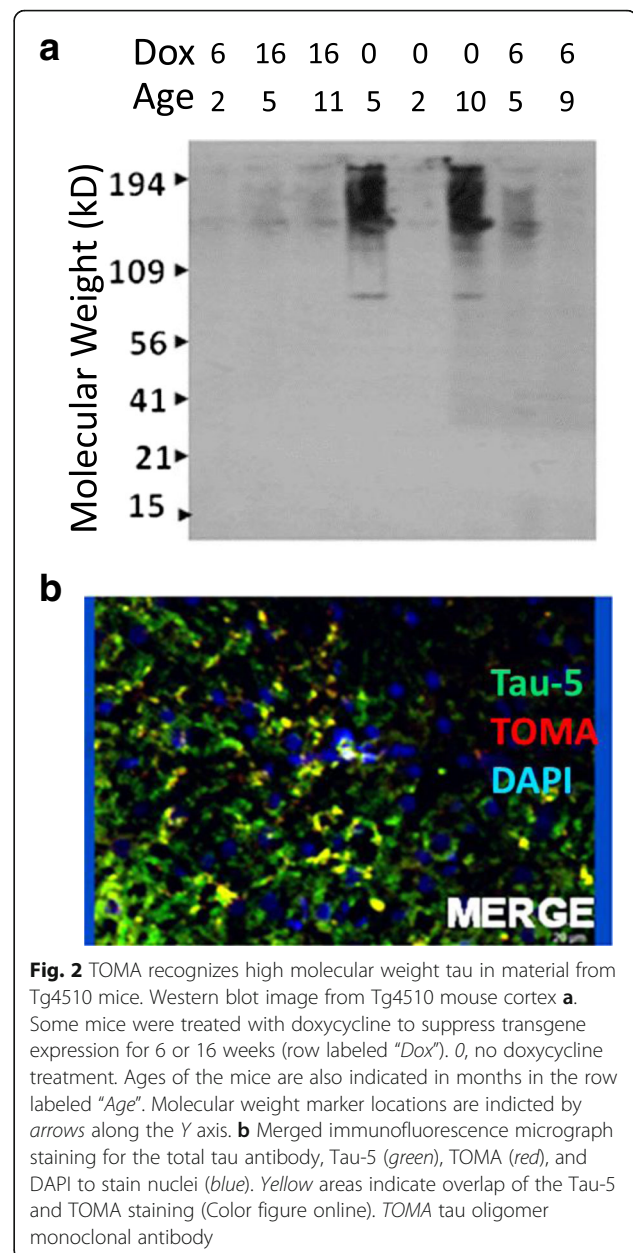 a
Dox 6 16 16 0 0 0 6 6
Age 2 5 11 5 2 10 5 9
Molecular Weight (kD)
194
109
56
41
21
15
b
Tau-5
TOMA
DAPI
MERGE
Fig. 2 TOMA recognizes high molecular weight tau in material from
Tg4510 mice. Western blot image from Tg4510 mouse cortex a.
Some mice were treated with doxycycline to suppress transgene
expression for 6 or 16 weeks (row labeled "Dox"). 0, no doxycycline
treatment. Ages of the mice are also indicated in months in the row
labeled "Age". Molecular weight marker locations are indicted by
arrows along the Y axis. b Merged immunofluorescence micrograph
staining for the total tau antibody, Tau-5 (green), TOMA (red), and
DAPI to stain nuclei (blue). Yellow areas indicate overlap of the Tau-5
and TOMA staining (Color figure online). TOMA tau oligomer
monoclonal antibody